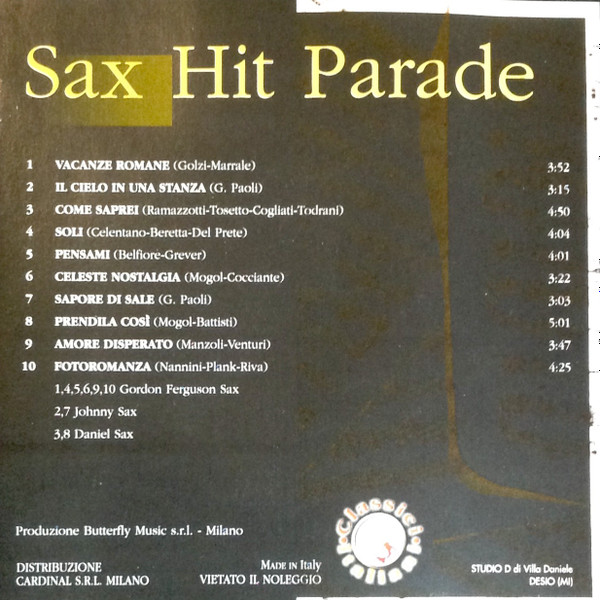 Sax Hit Parade
1 VACANZE ROMANE (Golzi-Marrale) 3:52
2 IL CIELO IN UNA STANZA (G. Paoli) 3:15
3 COME SAPREI (Ramazzotti-Tosetto-Cogliati-Todrani) 4:50
4 SOLI (Celentano-Beretta-Del Prete) 4:04
5 PENSAMI (Belfiore-Grever) 4:01
6 CELESTE NOSTALGIA (Mogol-Cocciante) 3:22
7 SAPORE DI SALE (G. Paoli) 3:03
8 PRENDILA COSÌ (Mogol-Battisti) 5:01
9 AMORE DISPERATO (Manzoli-Venturi) 3:47
10 FOTOROMANZA (Nannini-Plank-Riva) 4:25
1,4,5,6,9,10 Gordon Ferguson Sax
2,7 Johnny Sax
3,8 Daniel Sax
Produzione Butterfly Music s.r.l. - Milano
DISTRIBUZIONE
CARDINAL S.R.L. MILANO
MADE IN Italy
VIETATO IL NOLEGGIO
Classici
Italia
STUDIO D di Villa Daniele
DESIO (MI)